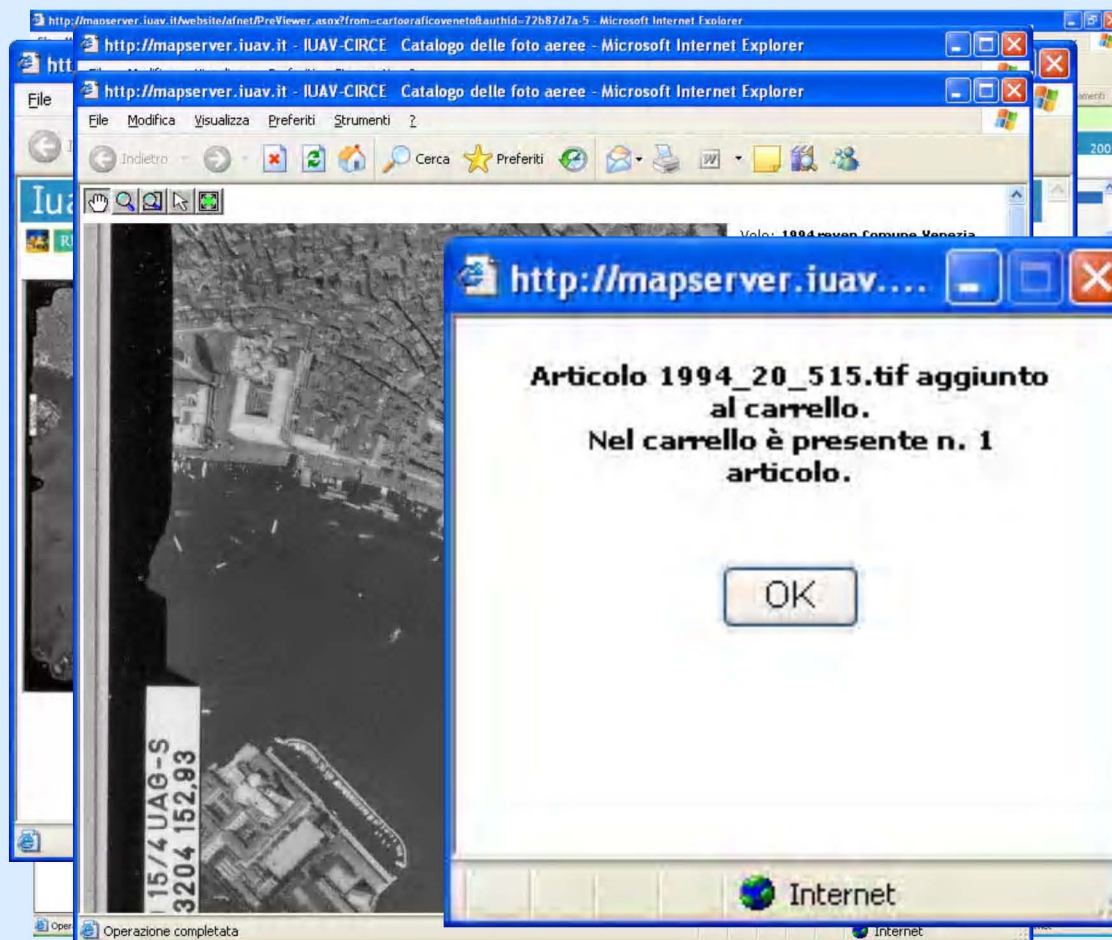 http://mapserver.iuav.it/website/afnet/PreViewer.aspx?from=cartograficoveneto&authid=72b87d7a-5 - Microsoft Internet Explorer
http://mapserver.iuav.it - IUAV-CIRCE Catalogo delle foto aeree - Microsoft Internet Explorer
htt
File
http://mapserver.iuav.it - IUAV-CIRCE Catalogo delle foto aeree - Microsoft Internet Explorer
File Modifica Visualizza Preferiti Strumenti ?
Indietro Cerca Preferiti
200
Iua
Volo: 1994 reven Comune Venezia
http://mapserver.iuav....
Articolo 1994_20_515.tif aggiunto
al carrello.
Nel carrello è presente n. 1
articolo.
OK
15/4 UAG-S
3204 152,93
Internet
Oper
Operazione completata
Internet